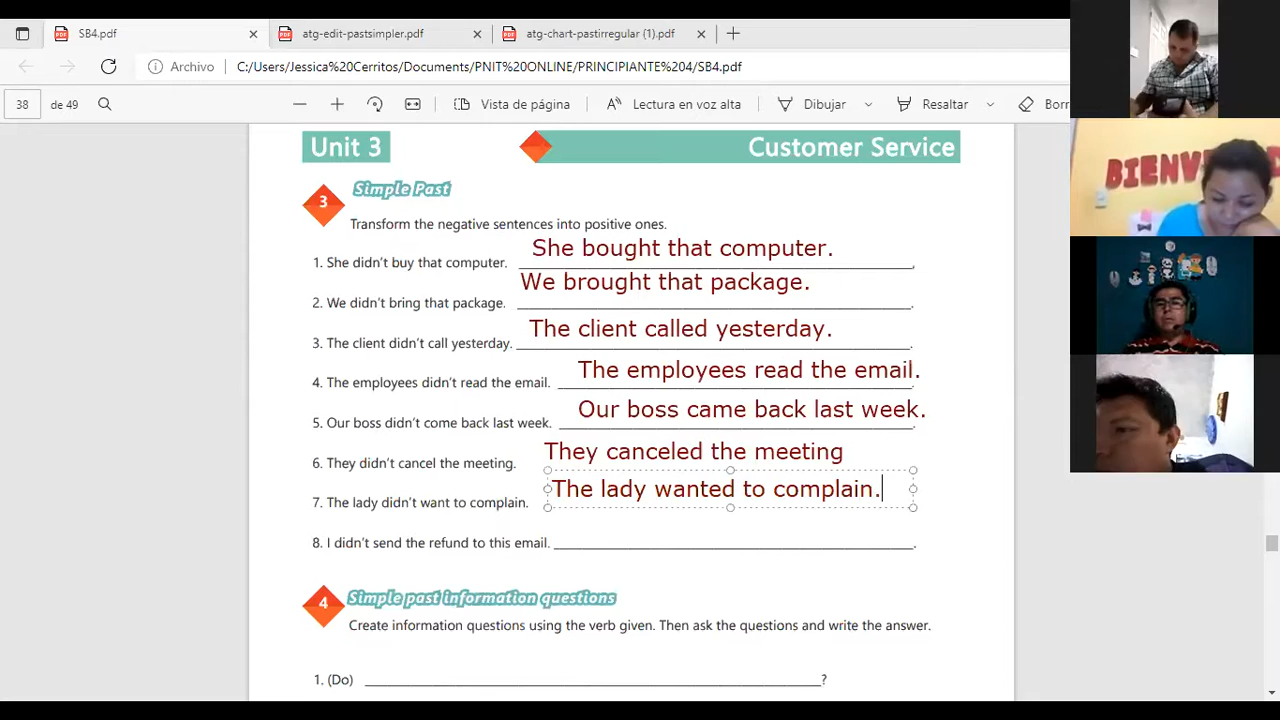 SB4.pdf
atg-edit-pastsimpler.pdf
atg-chart-pastirregular (1).pdf
Archivo
C:/Users/Jessica%20Cerritos/Documents/PNIT%20ONLINE/PRINCIPIANTE%204/SB4.pdf
38 de 49
Vista de página
Lectura en voz alta
Dibujar
Resaltar
Unit 3
Customer Service
3 Simple Past
Transform the negative sentences into positive ones.
1. She didn't buy that computer. She bought that computer.
2. We didn't bring that package. We brought that package.
3. The client didn't call yesterday. The client called yesterday.
4. The employees didn't read the email. The employees read the email.
5. Our boss didn't come back last week. Our boss came back last week.
6. They didn't cancel the meeting. They canceled the meeting
7. The lady didn't want to complain. The lady wanted to complain.
8. I didn't send the refund to this email. ____________________.
4 Simple past information questions
Create information questions using the verb given. Then ask the questions and write the answer.
1. (Do) ____________________?